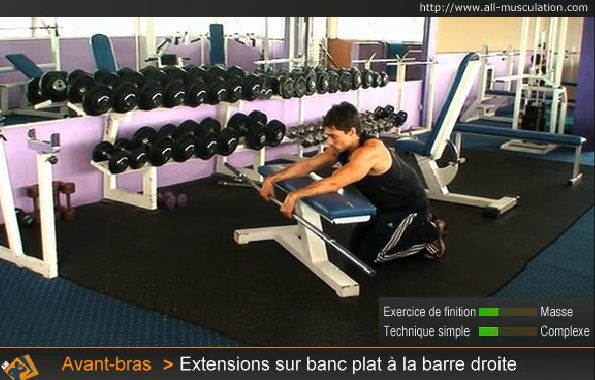 http://www.all-musculation.com/
Exercice de finition Masse
Technique simple Complexe
Avant-bras > Extensions sur banc plat à la barre droite